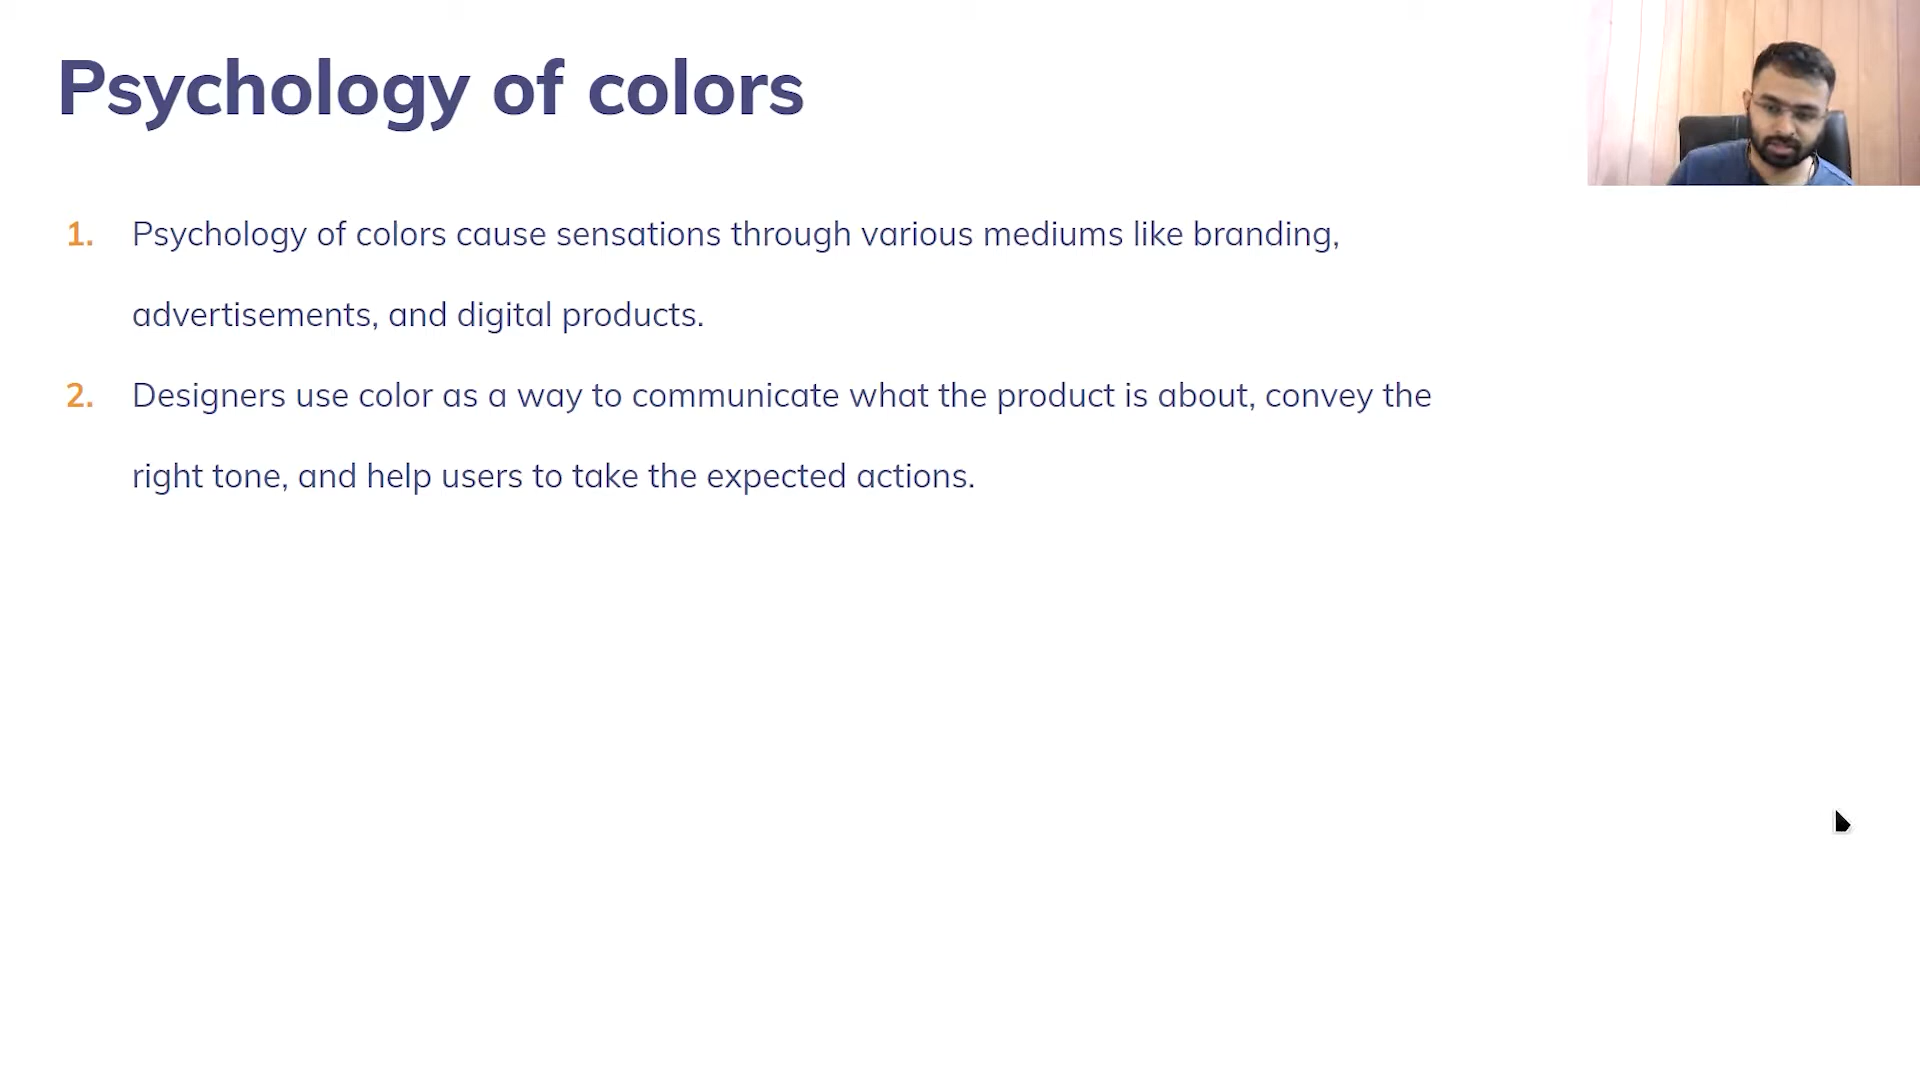 Psychology of colors
1. Psychology of colors cause sensations through various mediums like branding,
advertisements, and digital products.
2. Designers use color as a way to communicate what the product is about, convey the
right tone, and help users to take the expected actions.